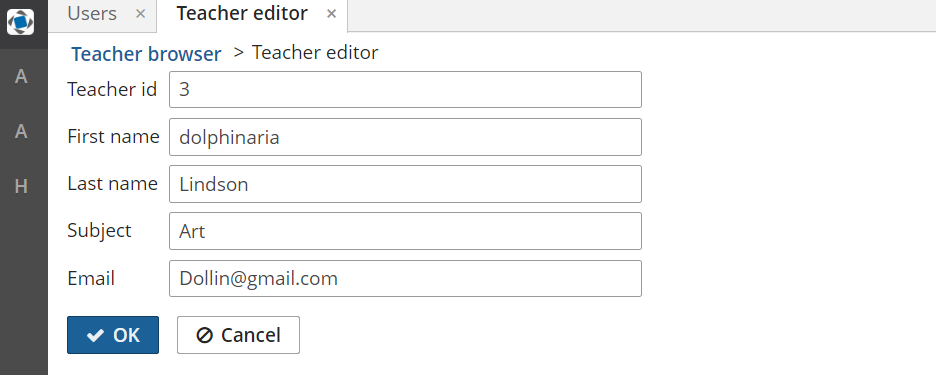 Users × Teacher editor ×
Teacher browser > Teacher editor
A
Teacher id 3
A
First name dolphinaria
H
Last name Lindson
Subject Art
Email Dollin@gmail.com
OK Cancel